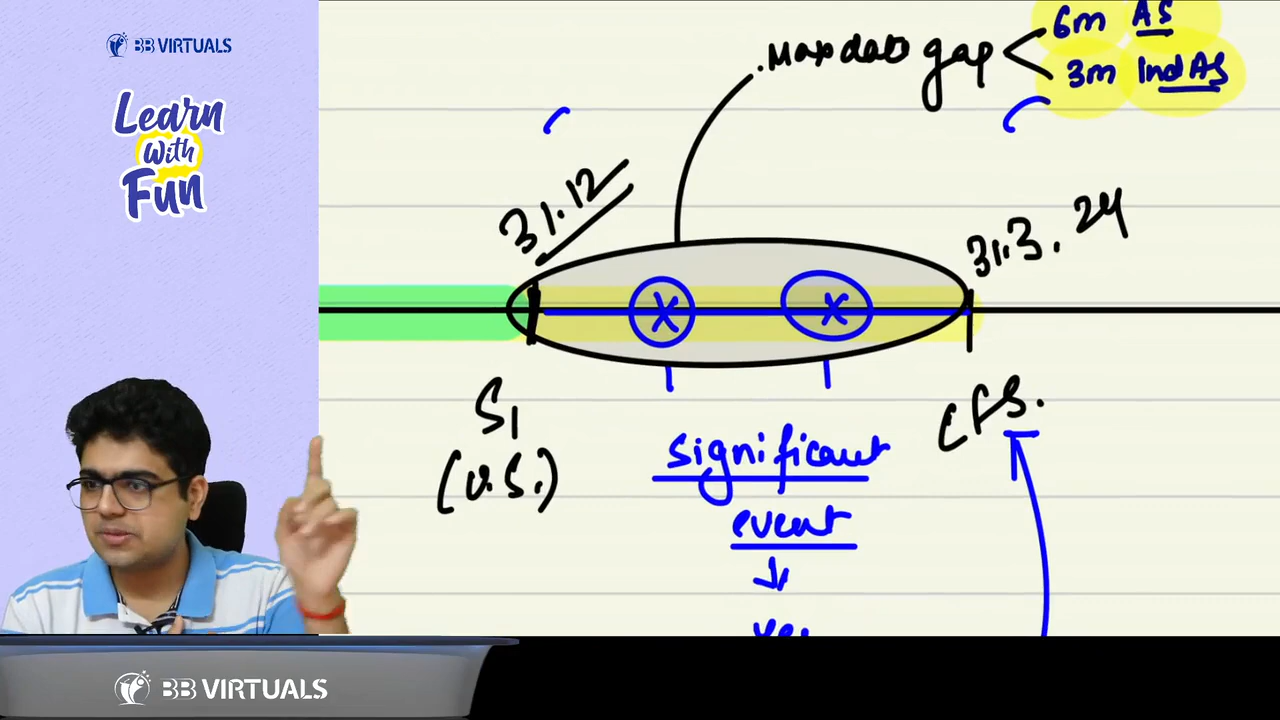 BB VIRTUALS
Learn
With
Fun
Max date gap
6m AS
3m Ind AS
31.12
31.3.24
S1
(U.S.)
CFS.
significant
event
yes
BB VIRTUALS